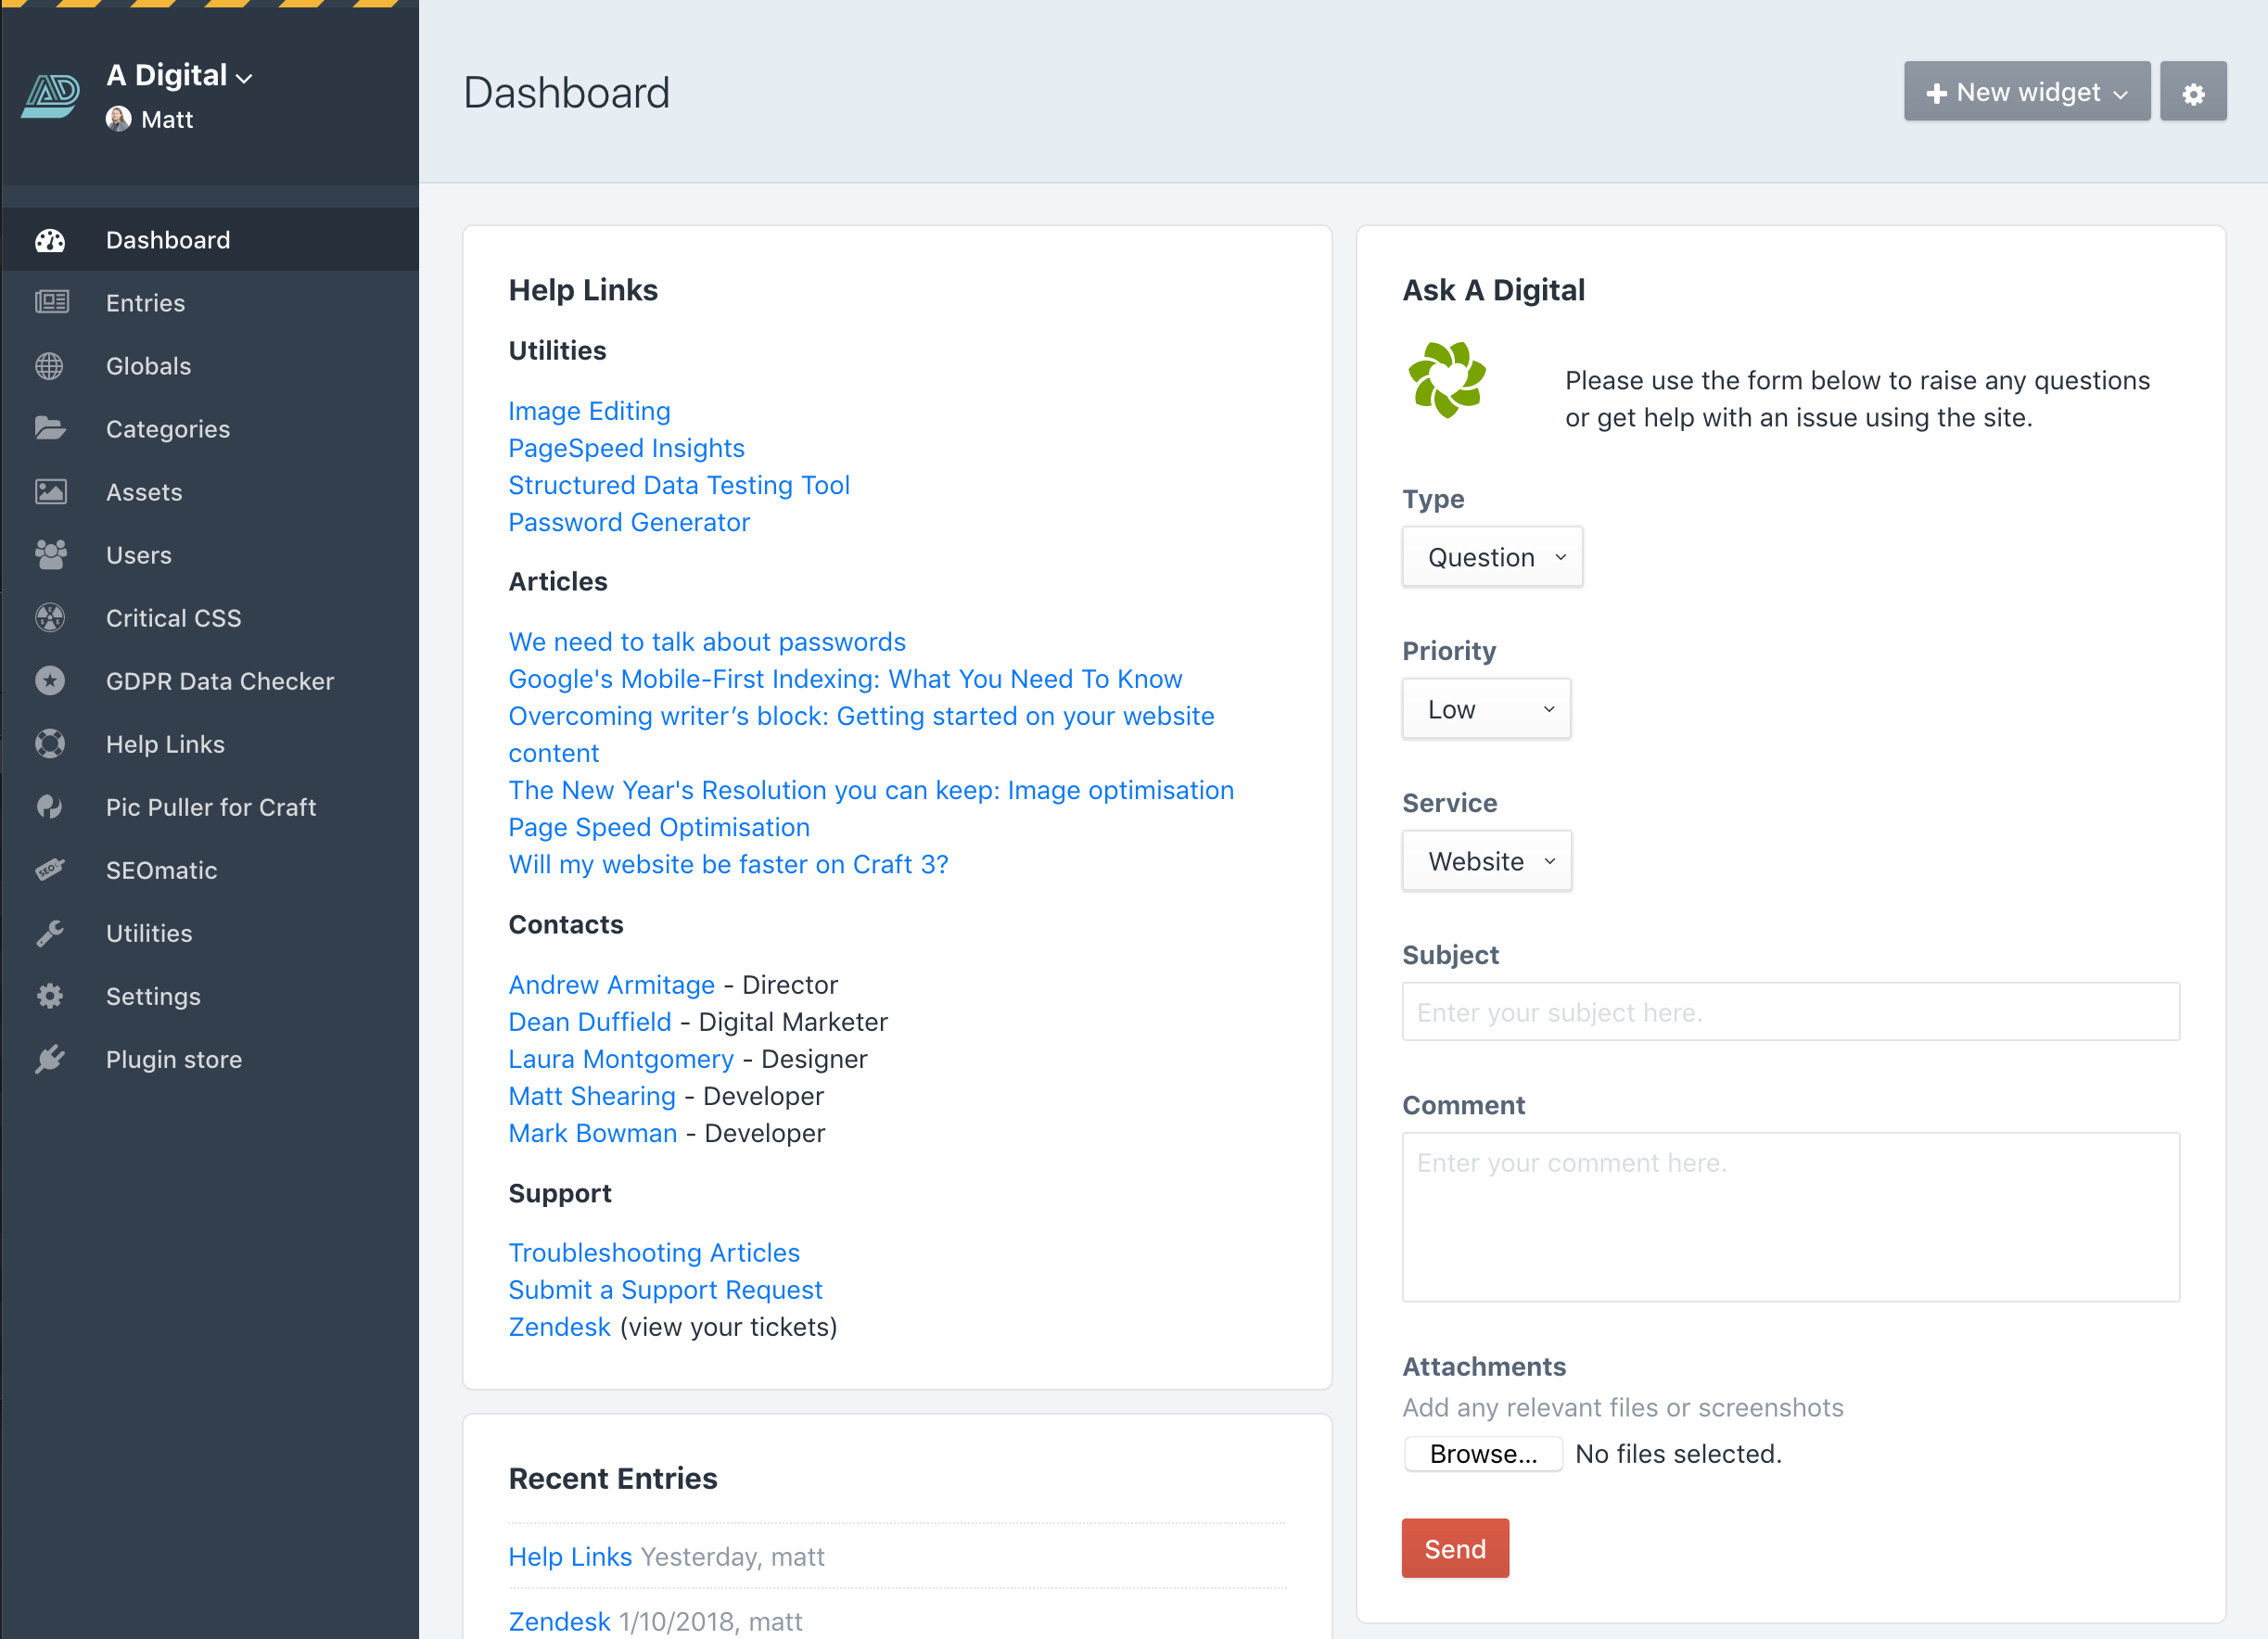 A Digital
Matt
Dashboard
Entries
Globals
Categories
Assets
Users
Critical CSS
GDPR Data Checker
Help Links
Pic Puller for Craft
SEOmatic
Utilities
Settings
Plugin store
Dashboard
New widget
Help Links
Utilities
Image Editing
PageSpeed Insights
Structured Data Testing Tool
Password Generator
Articles
We need to talk about passwords
Google's Mobile-First Indexing: What You Need To Know
Overcoming writer’s block: Getting started on your website
content
The New Year's Resolution you can keep: Image optimisation
Page Speed Optimisation
Will my website be faster on Craft 3?
Contacts
Andrew Armitage - Director
Dean Duffield - Digital Marketer
Laura Montgomery - Designer
Matt Shearing - Developer
Mark Bowman - Developer
Support
Troubleshooting Articles
Submit a Support Request
Zendesk (view your tickets)
Recent Entries
Help Links Yesterday, matt
Zendesk 1/10/2018, matt
Ask A Digital
Please use the form below to raise any questions
or get help with an issue using the site.
Type
Question
Priority
Low
Service
Website
Subject
Enter your subject here.
Comment
Enter your comment here.
Attachments
Add any relevant files or screenshots
Browse... No files selected.
Send